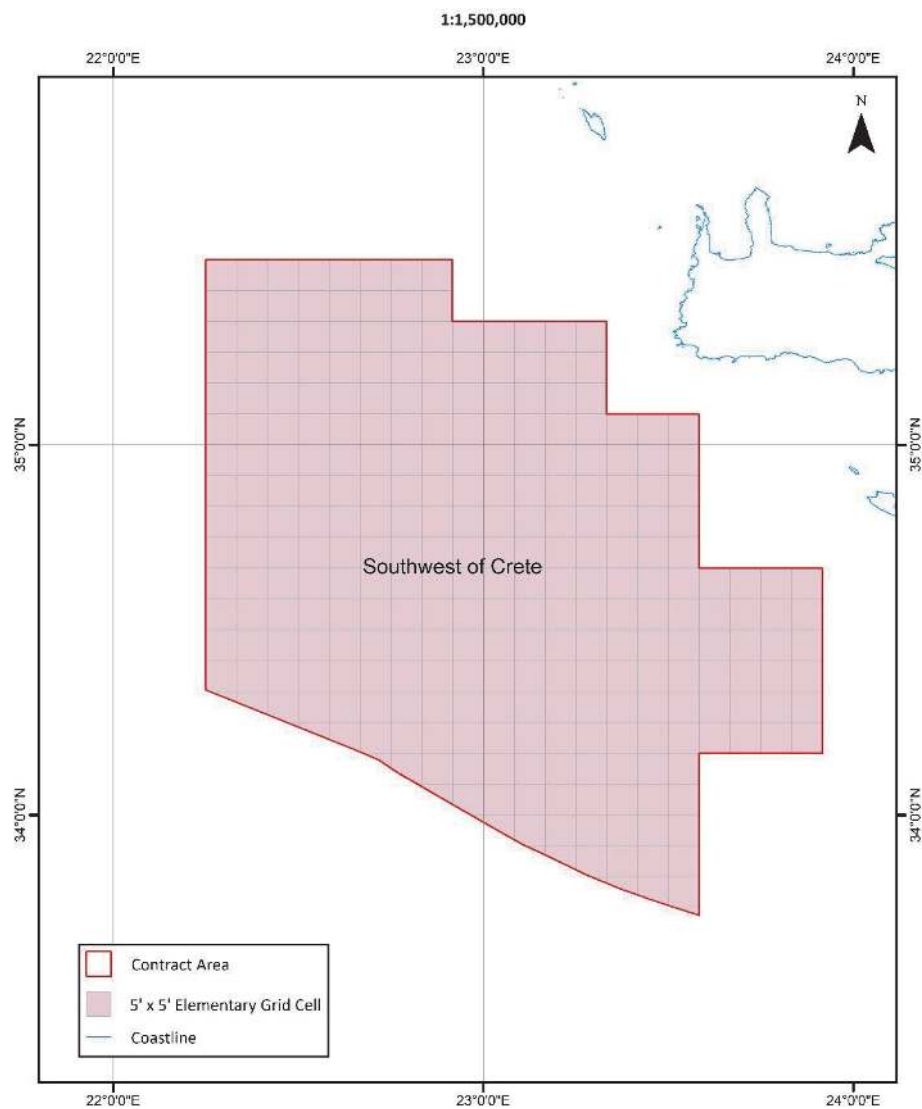 1:1,500,000
22°0'0"E
23°0'0"E
24°0'0"E
N
35°0'0"N
35°0'0"N
Southwest of Crete
34°0'0"N
34°0'0"N
Contract Area
5' x 5' Elementary Grid Cell
Coastline
22°0'0"E
23°0'0"E
24°0'0"E